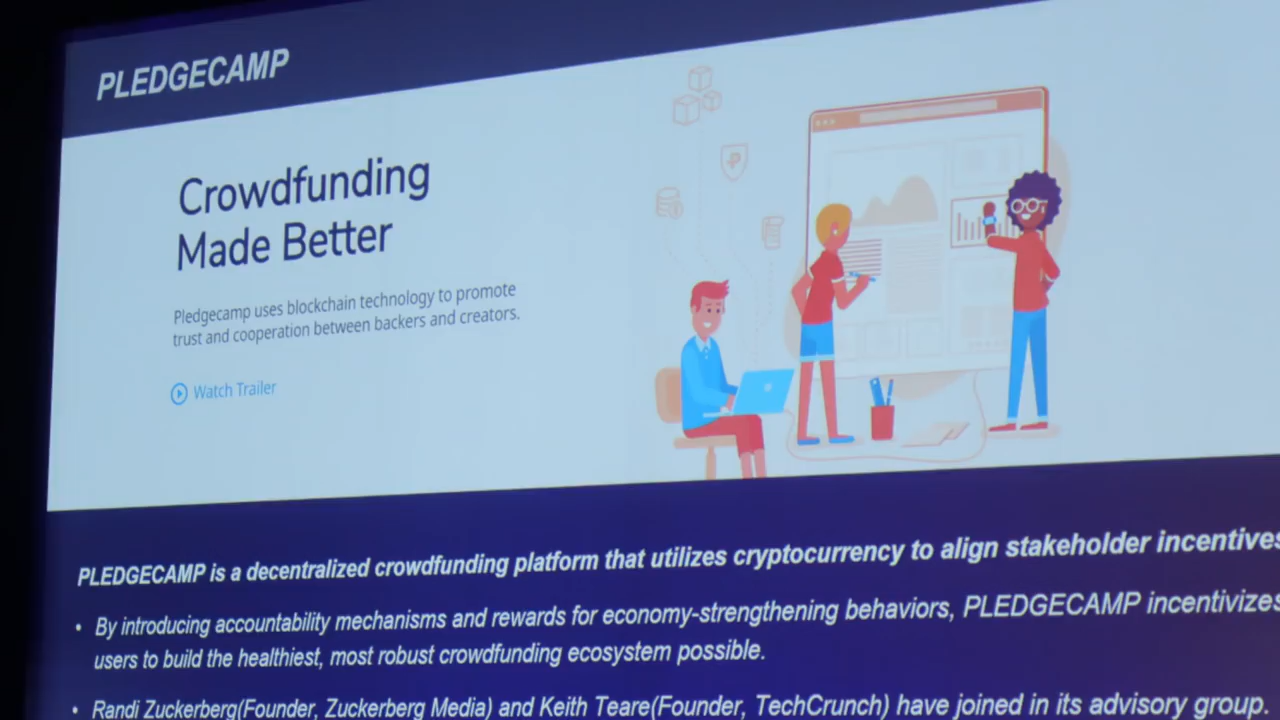 PLEDGECAMP
Crowdfunding
Made Better
Pledgecamp uses blockchain technology to promote
trust and cooperation between backers and creators.
Watch Trailer
PLEDGECAMP is a decentralized crowdfunding platform that utilizes cryptocurrency to align stakeholder incentives
• By introducing accountability mechanisms and rewards for economy-strengthening behaviors, PLEDGECAMP incentivizes
users to build the healthiest, most robust crowdfunding ecosystem possible.
• Randi Zuckerberg(Founder, Zuckerberg Media) and Keith Teare(Founder, TechCrunch) have joined in its advisory group.